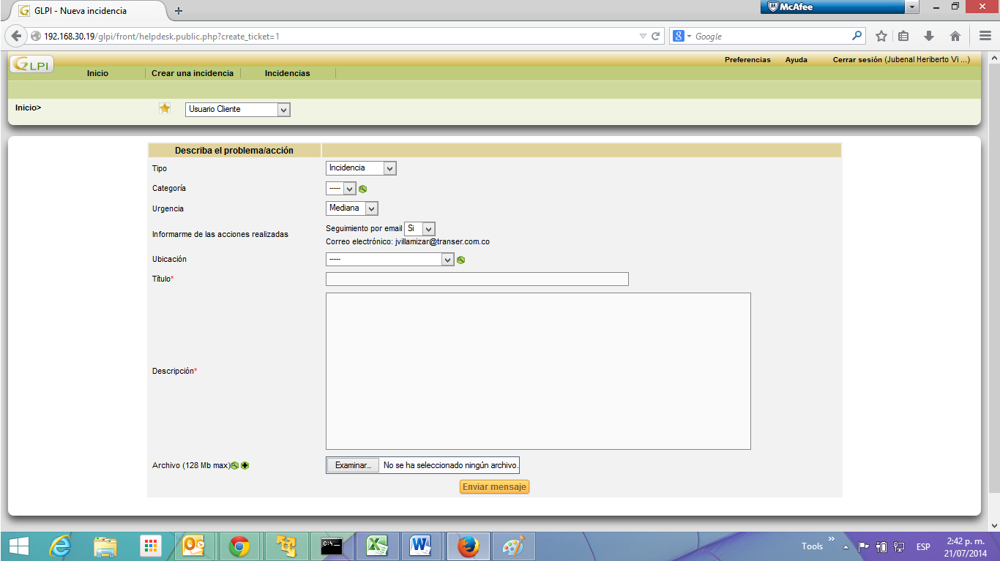 GLPI - Nueva incidencia
McAfee
192.168.30.19/glpi/front/helpdesk.public.php?create_ticket=1
Google
GLPI
Preferencias Ayuda Cerrar sesión (Jubenal Heriberto Vi ...)
Inicio Crear una incidencia Incidencias
Inicio>
Usuario Cliente
Describa el problema/acción
Tipo Incidencia
Categoría -----
Urgencia Mediana
Informarme de las acciones realizadas
Seguimiento por email Si
Correo electrónico: jvillamizar@transer.com.co
Ubicación -----
Título*
Descripción*
Archivo (128 Mb max) Examinar... No se ha seleccionado ningún archivo.
Enviar mensaje
Tools » ESP
2:42 p. m.
21/07/2014